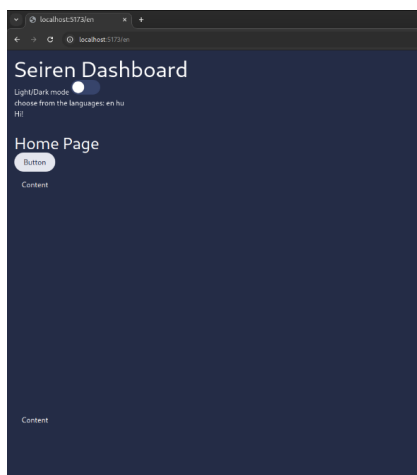 localhost:5173/en
localhost:5173/en
Seiren Dashboard
Light/Dark mode
choose from the languages: en hu
Hi!
Home Page
Button
Content
Content